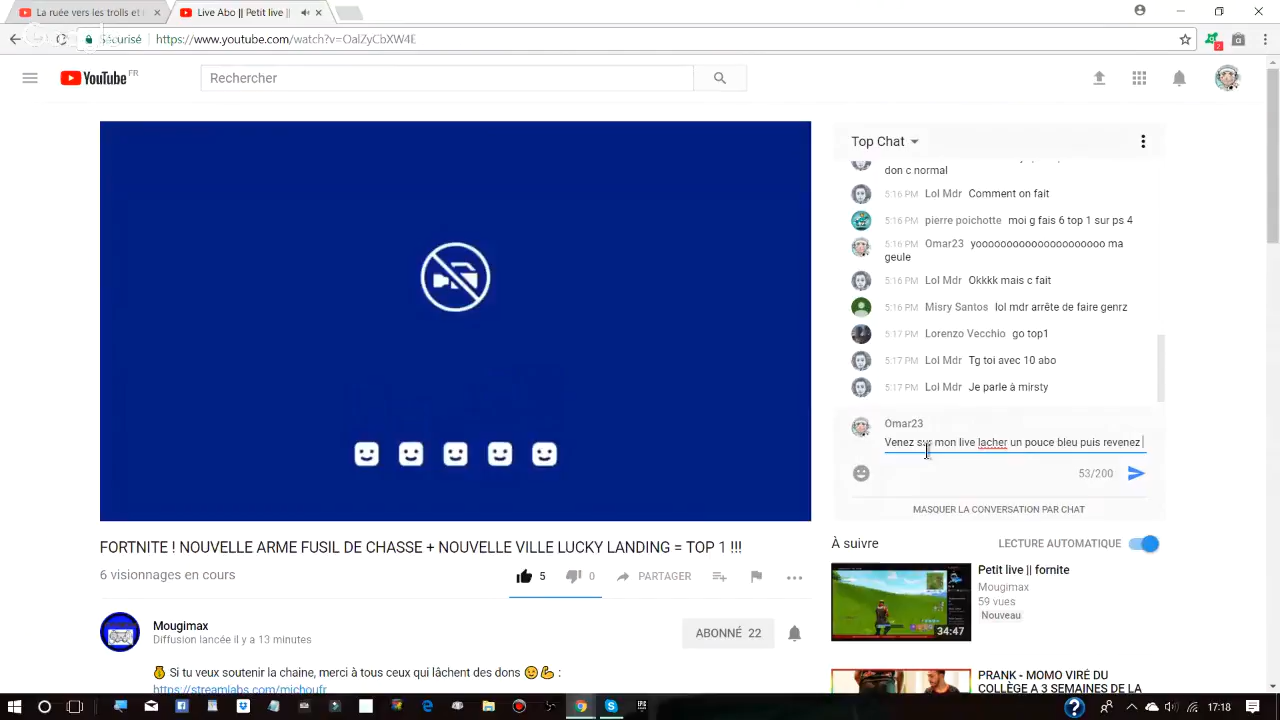 La ruée vers les trolls et
Live Abo || Petit live ||
Sécurisé
https://www.youtube.com/watch?v=OalZyCbXW4E
2
YouTube FR
Rechercher
Top Chat
don c normal
5:16 PM Lol Mdr Comment on fait
5:16 PM pierre poichotte moi g fais 6 top 1 sur ps 4
5:16 PM Omar23 yooooooooooooooooooooo ma
geule
5:16 PM Lol Mdr Okkkk mais c fait
5:16 PM Misry Santos lol mdr arrête de faire genrz
5:17 PM Lorenzo Vecchio go top1
5:17 PM Lol Mdr Tg toi avec 10 abo
5:17 PM Lol Mdr Je parle à mirsty
Omar23
Venez sur mon live lacher un pouce bleu puis revenez
53/200
MASQUER LA CONVERSATION PAR CHAT
FORTNITE ! NOUVELLE ARME FUSIL DE CHASSE + NOUVELLE VILLE LUCKY LANDING = TOP 1 !!!
6 visionnages en cours
5
0
PARTAGER
Mougimax
Diffusion lancée il y a 13 minutes
ABONNÉ 22
Si tu veux soutenir la chaine, merci à tous ceux qui lâchent des dons 😉💪 :
https://streamlabs.com/michoufr
À suivre
LECTURE AUTOMATIQUE
34:47
Petit live || fornite
Mougimax
59 vues
Nouveau
PRANK - MOMO VIRÉ DU
COLLÈGE A 3 SEMAINES DE LA
17:18